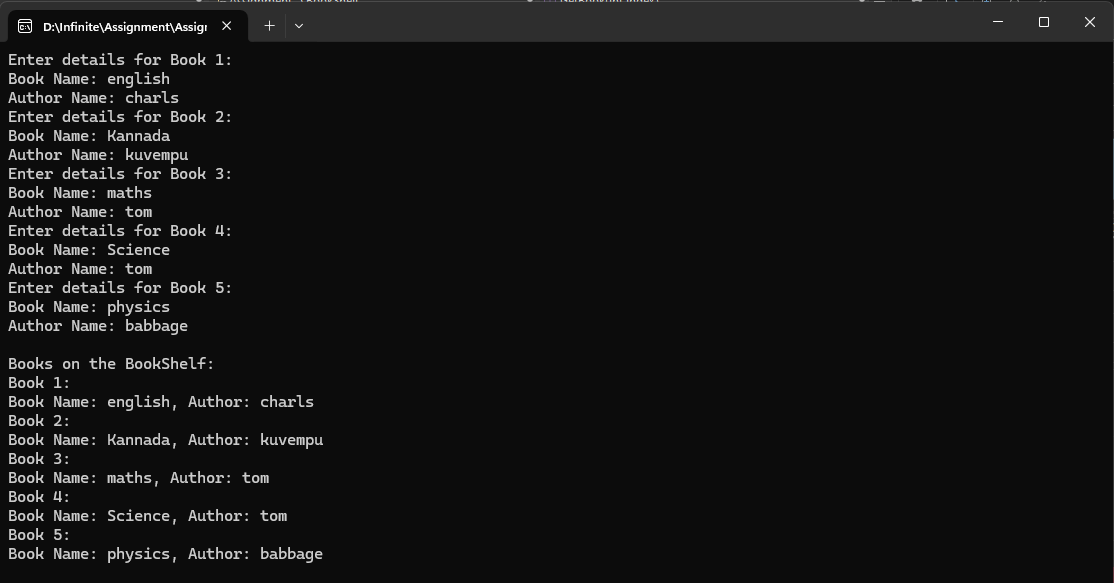 D:\Infinite\Assignment\Assigr
Enter details for Book 1:
Book Name: english
Author Name: charls
Enter details for Book 2:
Book Name: Kannada
Author Name: kuvempu
Enter details for Book 3:
Book Name: maths
Author Name: tom
Enter details for Book 4:
Book Name: Science
Author Name: tom
Enter details for Book 5:
Book Name: physics
Author Name: babbage

Books on the BookShelf:
Book 1:
Book Name: english, Author: charls
Book 2:
Book Name: Kannada, Author: kuvempu
Book 3:
Book Name: maths, Author: tom
Book 4:
Book Name: Science, Author: tom
Book 5:
Book Name: physics, Author: babbage